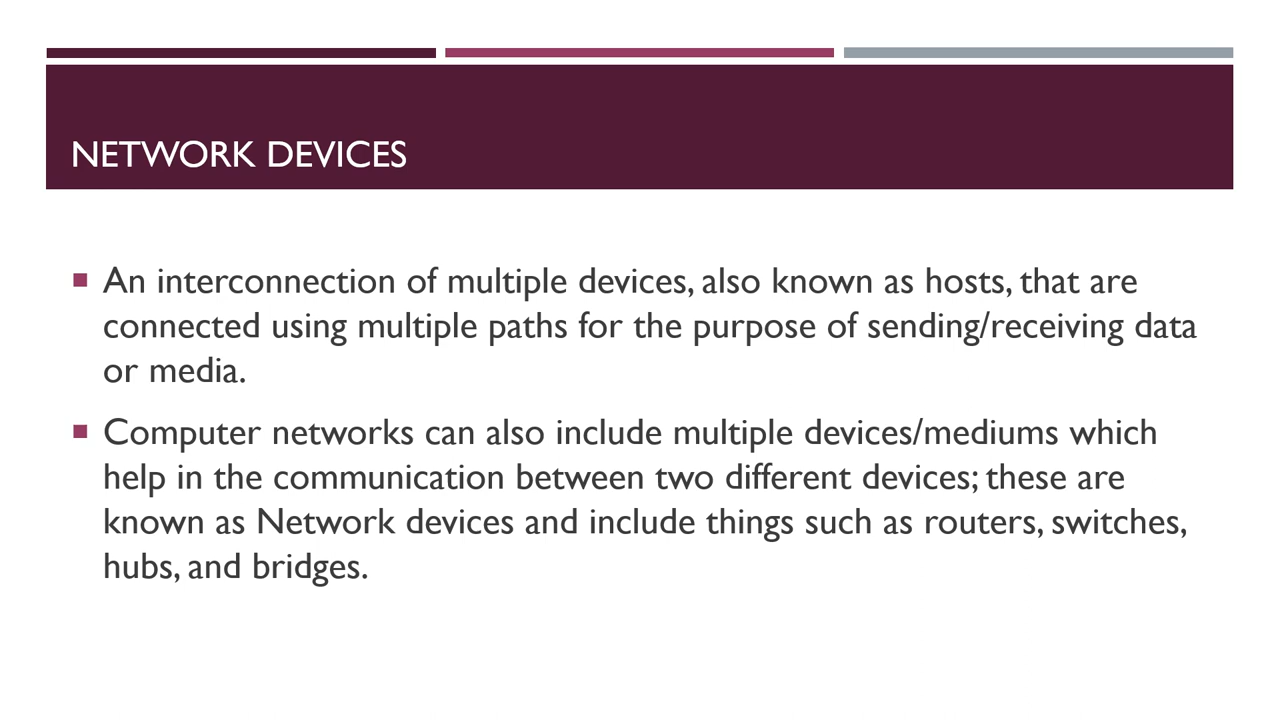 NETWORK DEVICES
An interconnection of multiple devices, also known as hosts, that are
connected using multiple paths for the purpose of sending/receiving data
or media.
Computer networks can also include multiple devices/mediums which
help in the communication between two different devices; these are
known as Network devices and include things such as routers, switches,
hubs, and bridges.